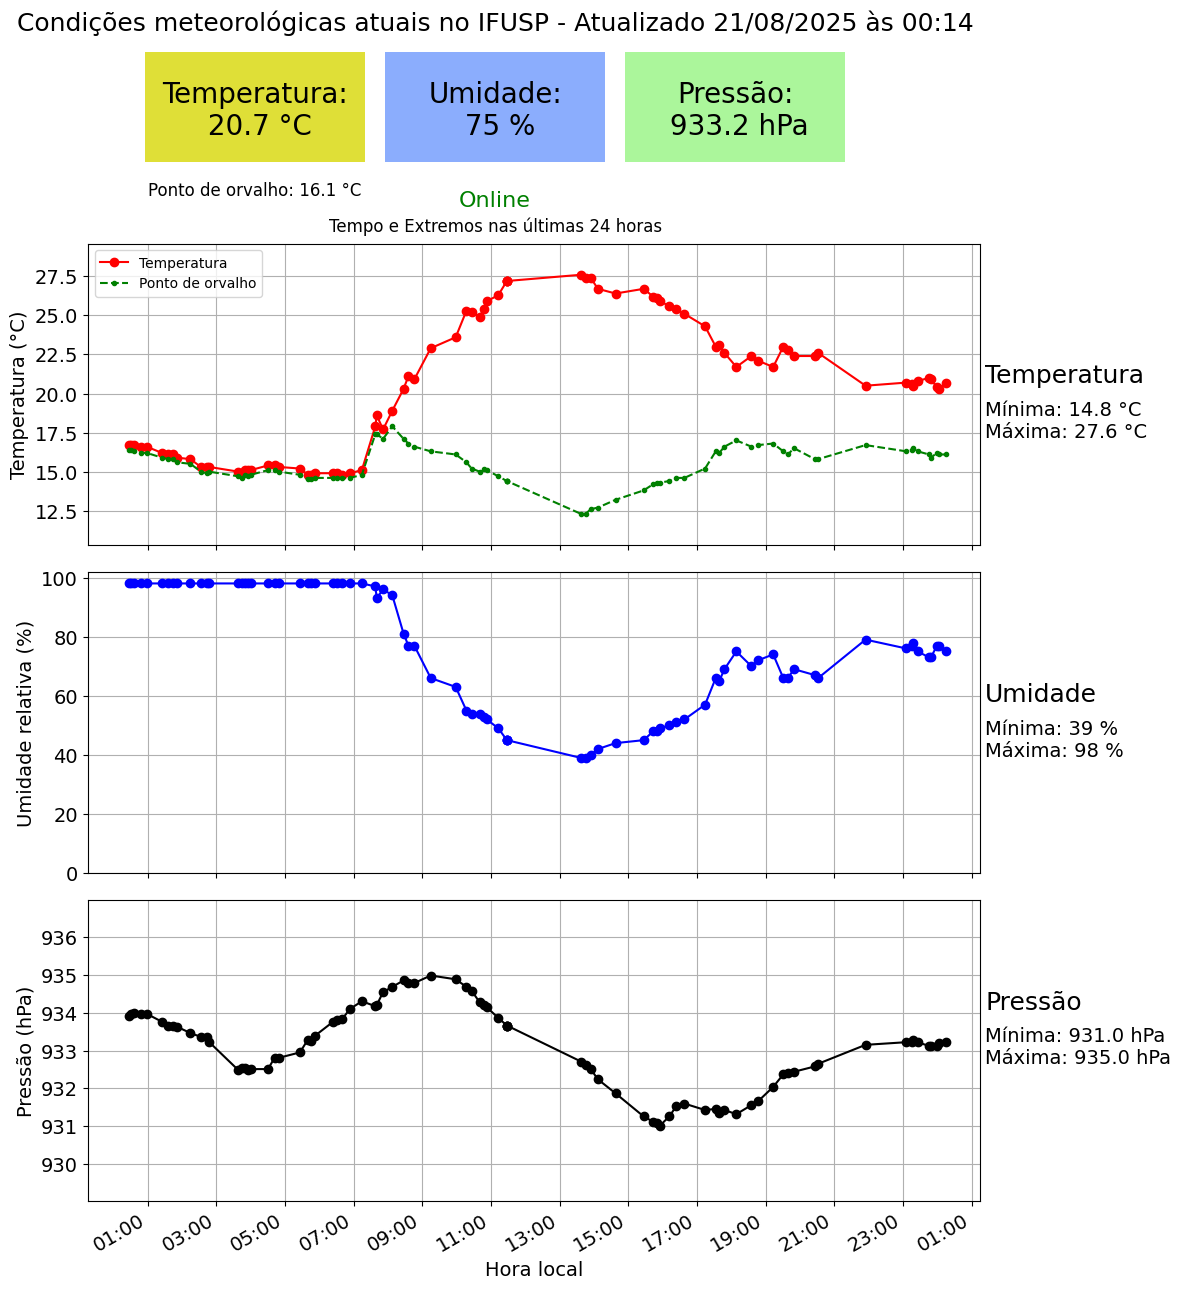 Condições meteorológicas atuais no IFUSP - Atualizado 21/08/2025 às 00:14
Temperatura:
20.7 °C
Umidade:
75 %
Pressão:
933.2 hPa
Ponto de orvalho: 16.1 °C
Online
Tempo e Extremos nas últimas 24 horas
Temperatura
Ponto de orvalho
Temperatura (°C)
27.5
25.0
22.5
20.0
17.5
15.0
12.5
Temperatura
Mínima: 14.8 °C
Máxima: 27.6 °C
Umidade relativa (%)
100
80
60
40
20
0
Umidade
Mínima: 39 %
Máxima: 98 %
Pressão (hPa)
936
935
934
933
932
931
930
Pressão
Mínima: 931.0 hPa
Máxima: 935.0 hPa
01:00
03:00
05:00
07:00
09:00
11:00
13:00
15:00
17:00
19:00
21:00
23:00
01:00
Hora local